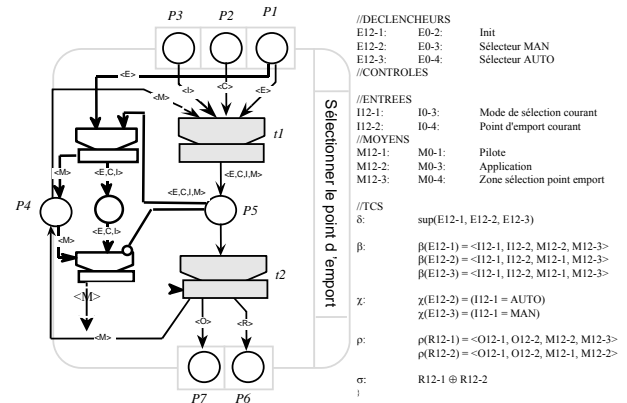 P3 P2 P1
<E> <I> <C> <E>
<M>
t1
<M> <E,C,I> <E,C,I,M>
<E,C,I>
P4 P5
<M> <E,C,I>
t2
<M>
<M> <O> <R>
P7 P6
Sélectionner le point d 'emport
//DECLENCHEURS
E12-1: E0-2: Init
E12-2: E0-3: Sélecteur MAN
E12-3: E0-4: Sélecteur AUTO
//CONTROLES
//ENTREES
I12-1: I0-3: Mode de sélection courant
I12-2: I0-4: Point d'emport courant
//MOYENS
M12-1: M0-1: Pilote
M12-2: M0-3: Application
M12-3: M0-4: Zone sélection point emport
//TCS
δ: sup(E12-1, E12-2, E12-3)
β: β(E12-1) = <I12-1, I12-2, M12-2, M12-3>
β(E12-2) = <I12-1, I12-2, M12-1, M12-3>
β(E12-3) = <I12-1, I12-2, M12-1, M12-3>
χ: χ(E12-2) = (I12-1 = AUTO)
χ(E12-3) = (I12-1 = MAN)
ρ: ρ(R12-1) = <O12-1, O12-2, M12-2, M12-3>
ρ(R12-2) = <O12-1, O12-2, M12-1, M12-2>
σ: R12-1 ⊕ R12-2
}